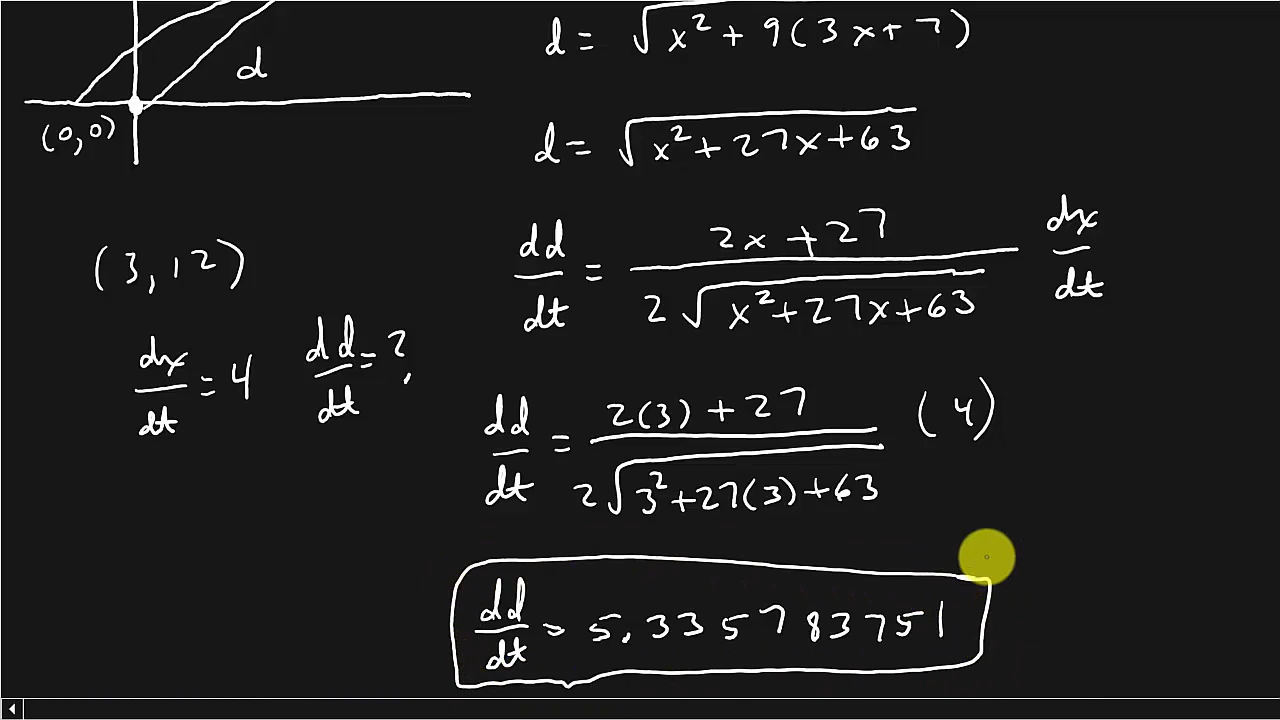 d = √(x² + 9(3x + 7))
d
(0,0)
d = √(x² + 27x + 63)
dd/dt = (2x + 27)/(2√(x² + 27x + 63)) dx/dt
(3, 12)
dx/dt = 4 dd/dt = ?
dd/dt = (2(3) + 27)/(2√(3² + 27(3) + 63)) (4)
dd/dt = 5.335783751